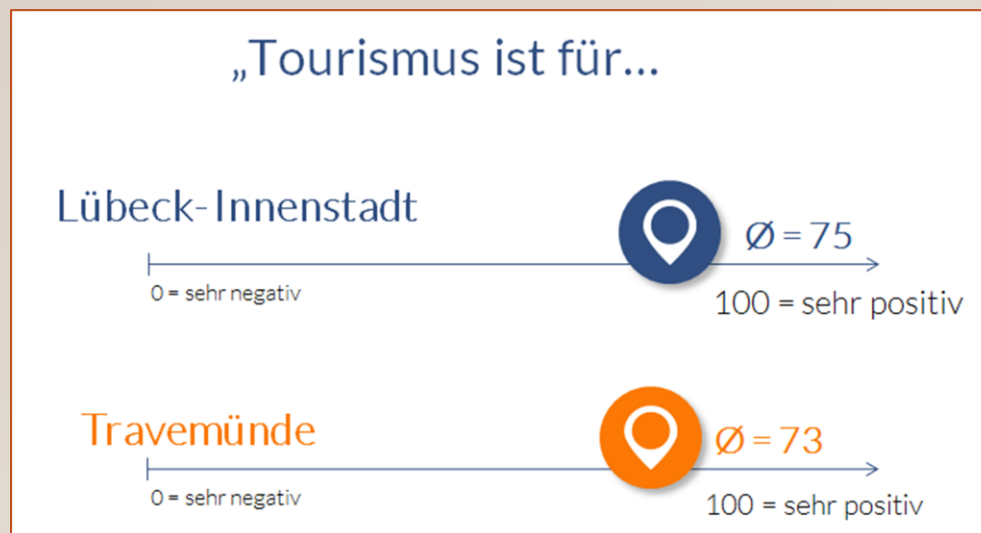 „Tourismus ist für...
Lübeck-Innenstadt
Ø = 75
0 = sehr negativ
100 = sehr positiv
Travemünde
Ø = 73
0 = sehr negativ
100 = sehr positiv